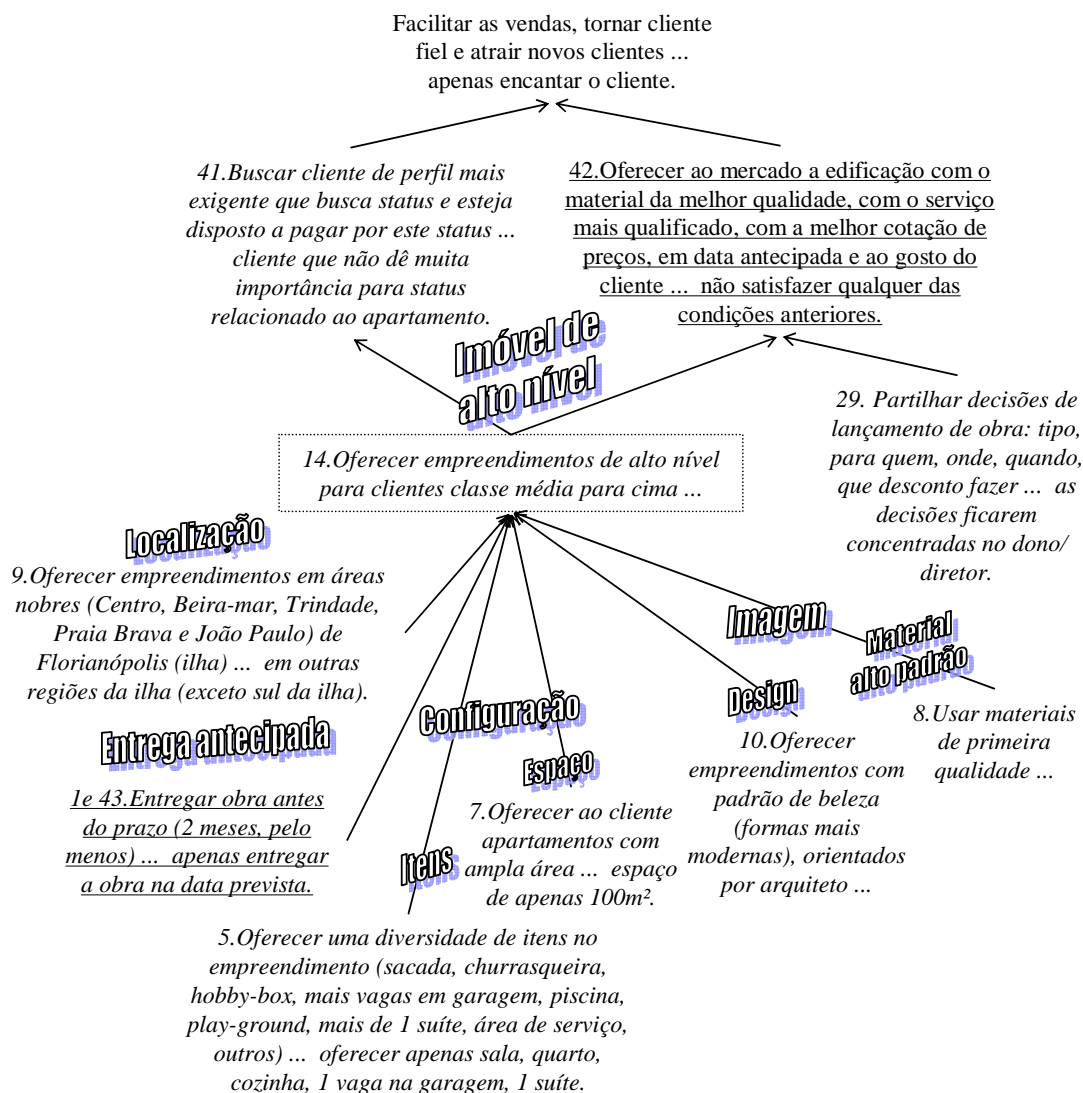 Facilitar as vendas, tornar cliente
fiel e atrair novos clientes ...
apenas encantar o cliente.
41.Buscar cliente de perfil mais
exigente que busca status e esteja
disposto a pagar por este status ...
cliente que não dê muita
importância para status
relacionado ao apartamento.
42.Oferecer ao mercado a edificação com o
material da melhor qualidade, com o serviço
mais qualificado, com a melhor cotação de
preços, em data antecipada e ao gosto do
cliente ... não satisfazer qualquer das
condições anteriores.
Imóvel de
alto nível
29. Partilhar decisões de
lançamento de obra: tipo,
para quem, onde, quando,
que desconto fazer ... as
decisões ficarem
concentradas no dono/
diretor.
14.Oferecer empreendimentos de alto nível
para clientes classe média para cima ...
Localização
9.Oferecer empreendimentos em áreas
nobres (Centro, Beira-mar, Trindade,
Praia Brava e João Paulo) de
Florianópolis (ilha) ... em outras
regiões da ilha (exceto sul da ilha).
Imagem
Material
alto padrão
Design
8.Usar materiais
de primeira
qualidade ...
10.Oferecer
empreendimentos com
padrão de beleza
(formas mais
modernas), orientados
por arquiteto ...
Configuração
Espaço
7.Oferecer ao cliente
apartamentos com
ampla área ... espaço
de apenas 100m².
Entrega antecipada
1e 43.Entregar obra antes
do prazo (2 meses, pelo
menos) ... apenas entregar
a obra na data prevista.
Itens
5.Oferecer uma diversidade de itens no
empreendimento (sacada, churrasqueira,
hobby-box, mais vagas em garagem, piscina,
play-ground, mais de 1 suíte, área de serviço,
outros) ... oferecer apenas sala, quarto,
cozinha, 1 vaga na garagem, 1 suíte.